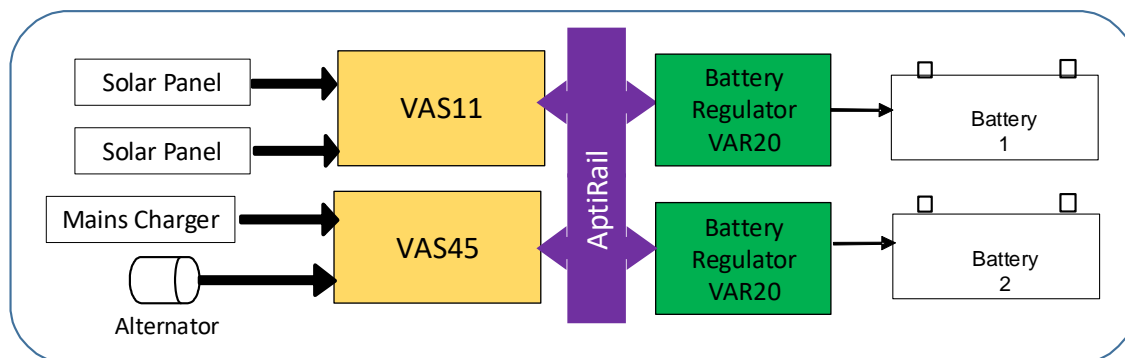 Solar Panel
Solar Panel
VAS11
Mains Charger
Alternator
VAS45
AptiRail
Battery
Regulator
VAR20
Battery
1
Battery
Regulator
VAR20
Battery
2